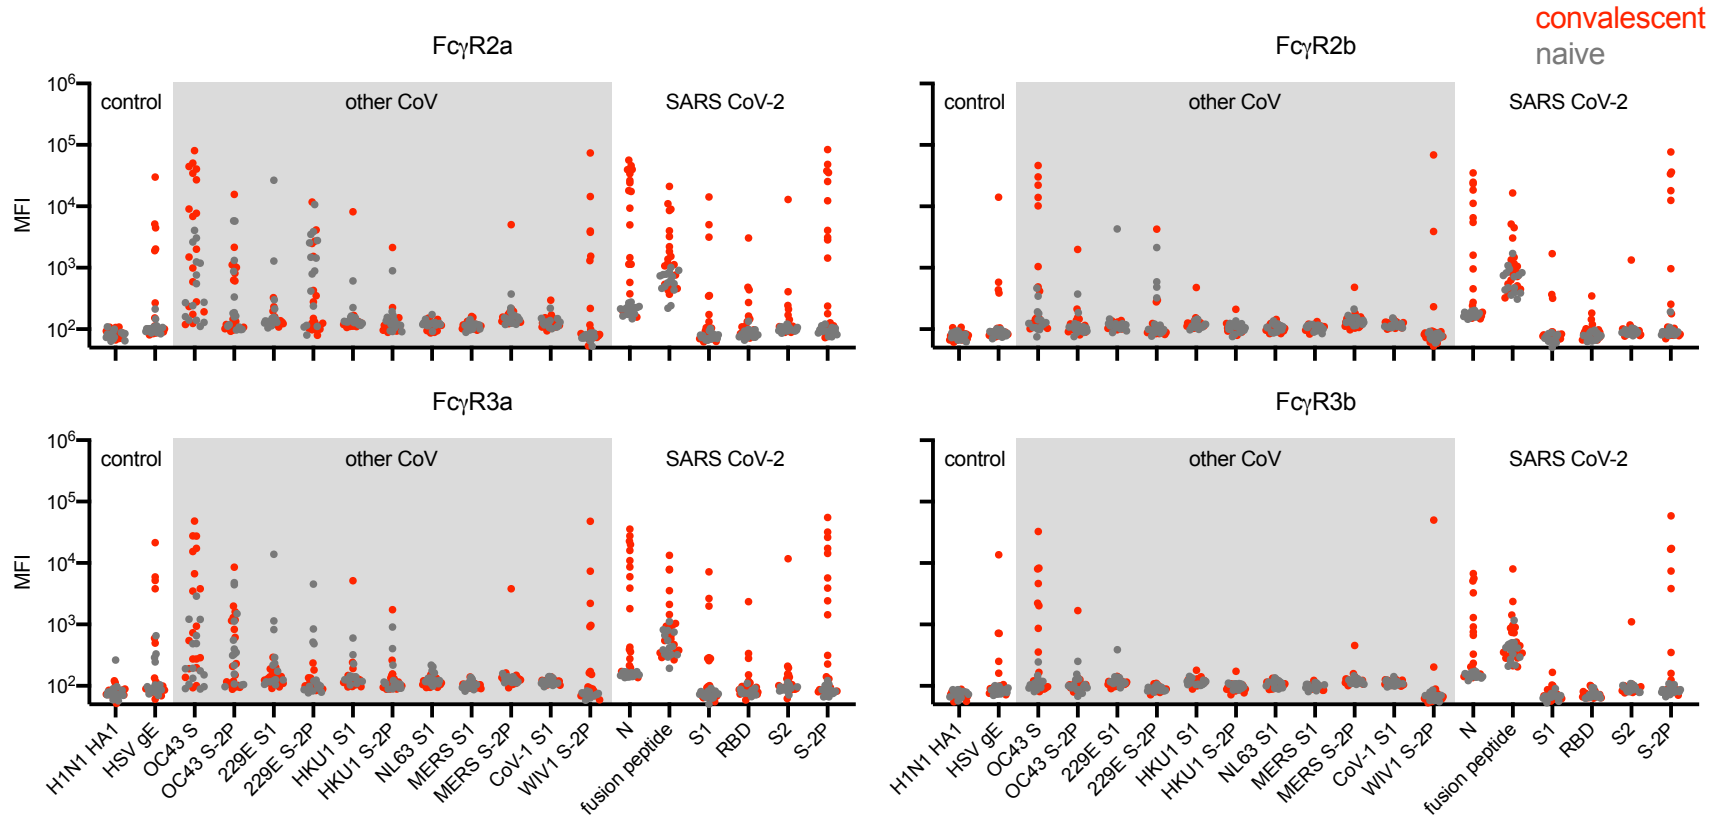 convalescent
naive
FcγR2a
FcγR2b
10⁶
control
other CoV
SARS CoV-2
control
other CoV
SARS CoV-2
10⁵
10⁴
MFI
10³
10²
FcγR3a
FcγR3b
10⁶
control
other CoV
SARS CoV-2
control
other CoV
SARS CoV-2
10⁵
10⁴
MFI
10³
10²
H1N1 HA1
HSV gE
OC43 S
OC43 S-2P
229E S1
229E S-2P
HKU1 S1
HKU1 S-2P
NL63 S1
MERS S1
MERS S-2P
CoV-1 S1
WIV1 S-2P
N
fusion peptide
S1
RBD
S2
S-2P
H1N1 HA1
HSV gE
OC43 S
OC43 S-2P
229E S1
229E S-2P
HKU1 S1
HKU1 S-2P
NL63 S1
MERS S1
MERS S-2P
CoV-1 S1
WIV1 S-2P
N
fusion peptide
S1
RBD
S2
S-2P